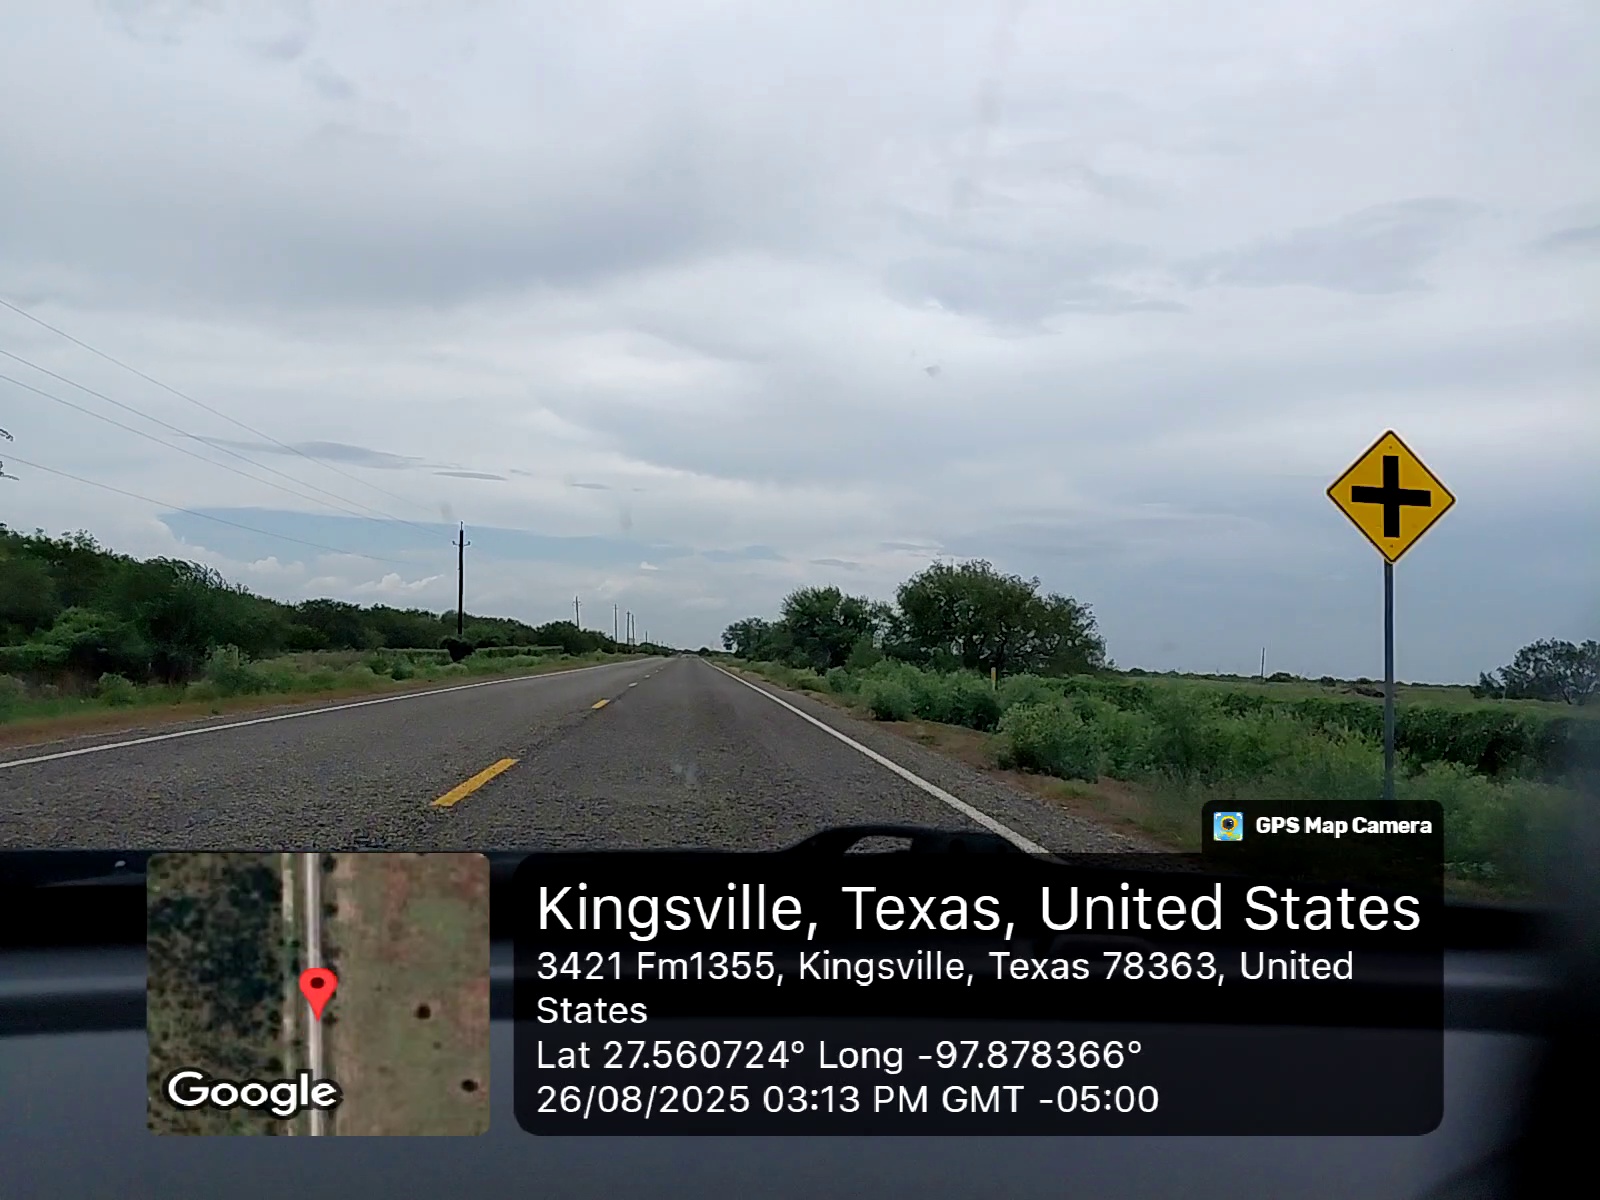 GPS Map Camera
Kingsville, Texas, United States
3421 Fm1355, Kingsville, Texas 78363, United
States
Lat 27.560724° Long -97.878366°
26/08/2025 03:13 PM GMT -05:00
Google